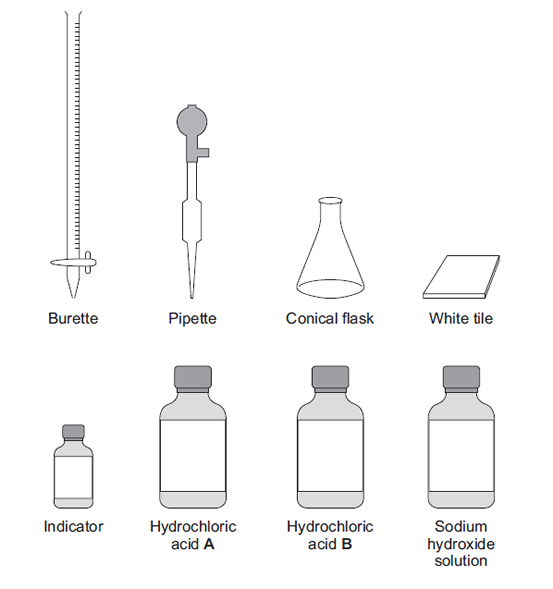 Burette
Pipette
Conical flask
White tile
Indicator
Hydrochloric
acid A
Hydrochloric
acid B
Sodium
hydroxide
solution